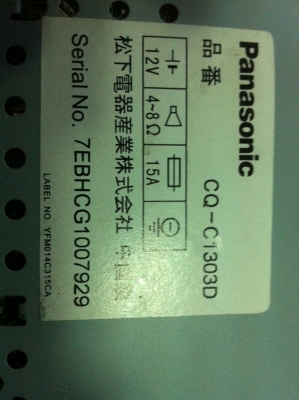 Panasonic
品番 CQ-C1303D
12V 4-8Ω 15A
松下電器産業株式会社
Serial No. 7EBHCG1007929
LABEL NO. YFM014C315CA